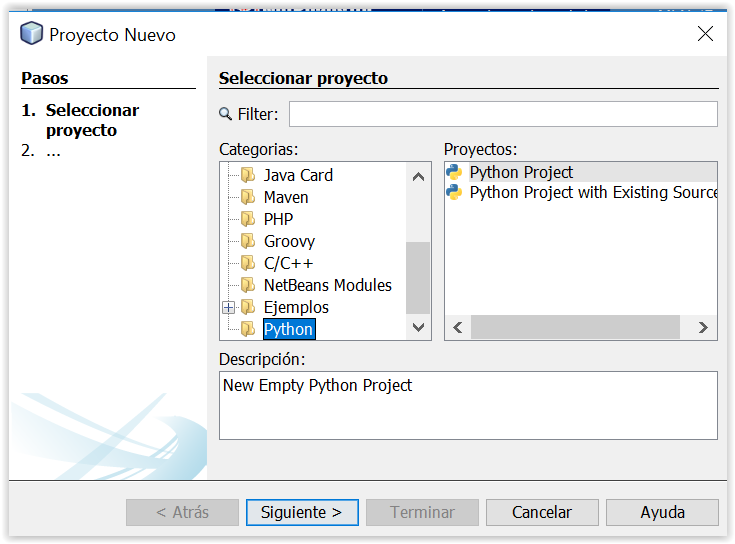 Proyecto Nuevo
Pasos
1. Seleccionar
proyecto
2. ...
Seleccionar proyecto
Filter:
Categorias:
Java Card
Maven
PHP
Groovy
C/C++
NetBeans Modules
Ejemplos
Python
Proyectos:
Python Project
Python Project with Existing Source
Descripción:
New Empty Python Project
< Atrás
Siguiente >
Terminar
Cancelar
Ayuda